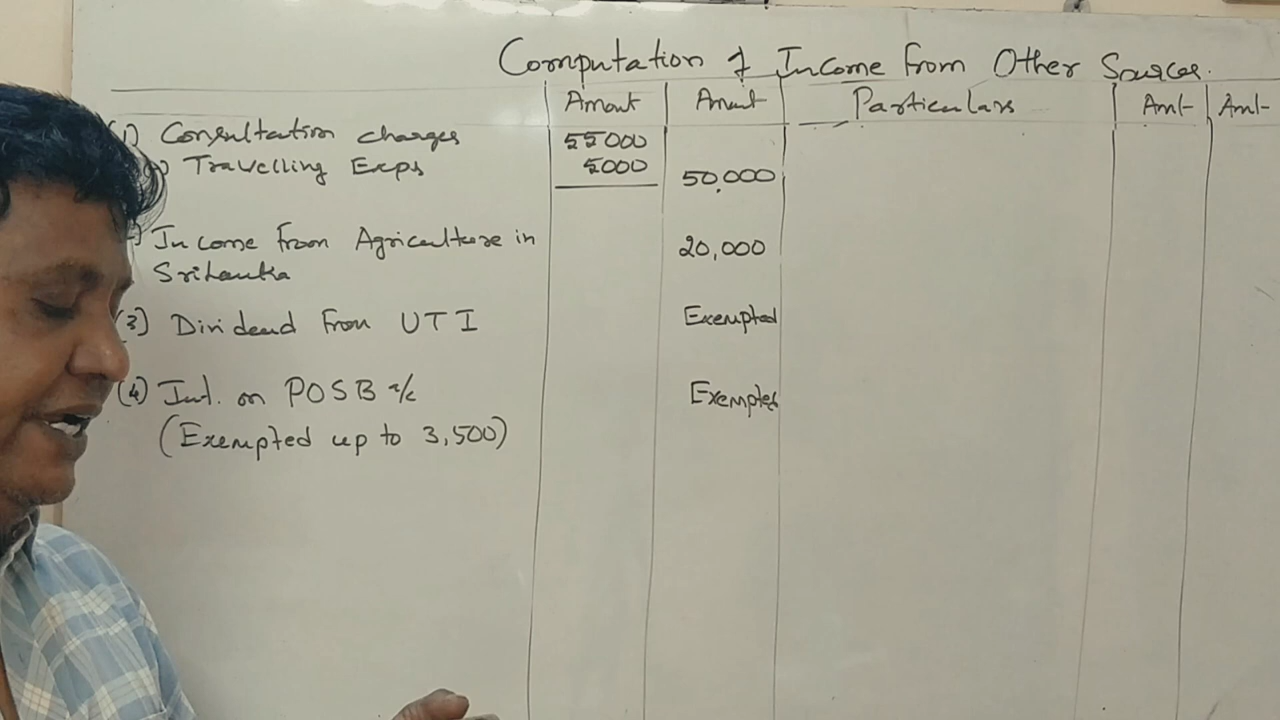 Computation of Income From Other Sources.
Amount Amount Particulars Amt Amt
1) Consultation charges 55000
) Travelling Exps 5000 50,000
Income from Agriculture in 20,000
SriLanka
(3) Dividend From UTI Exempted
(4) Int. on POSB a/c Exempted
(Exempted up to 3,500)